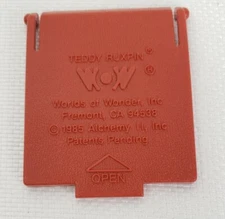 TEDDY RUXPIN ®
WOW ®
Worlds of Wonder, Inc.
Fremont, CA 94538
© 1985 Alchemy II, Inc.
Patents Pending
OPEN